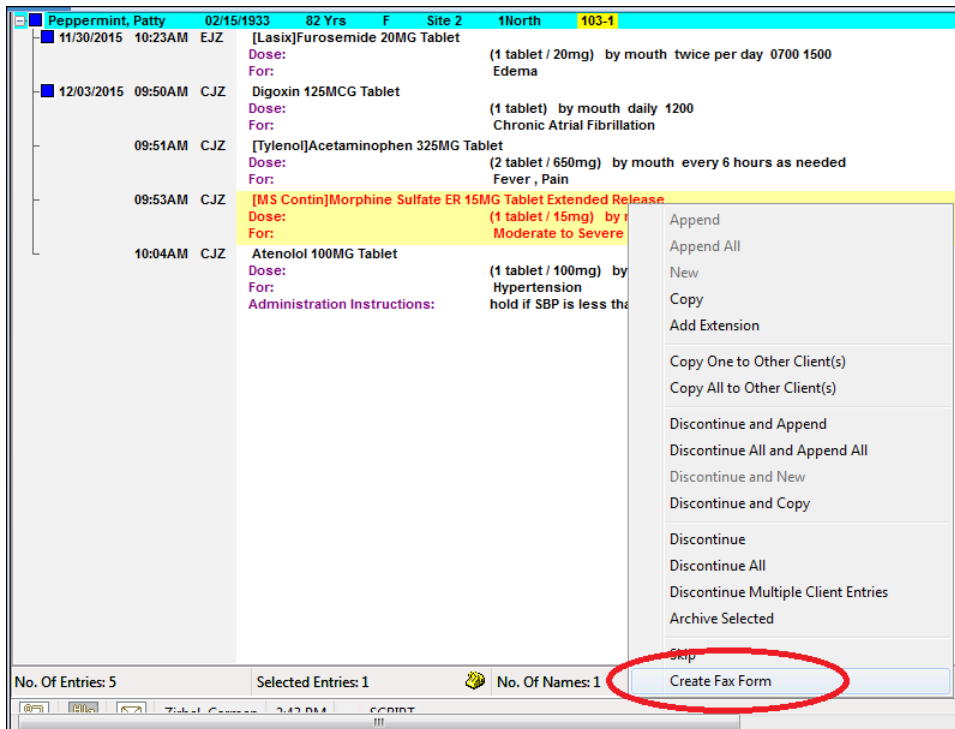 Peppermint, Patty 02/15/1933 82 Yrs F Site 2 1North 103-1
11/30/2015 10:23AM EJZ [Lasix]Furosemide 20MG Tablet
Dose: (1 tablet / 20mg) by mouth twice per day 0700 1500
For: Edema
12/03/2015 09:50AM CJZ Digoxin 125MCG Tablet
Dose: (1 tablet) by mouth daily 1200
For: Chronic Atrial Fibrillation
09:51AM CJZ [Tylenol]Acetaminophen 325MG Tablet
Dose: (2 tablet / 650mg) by mouth every 6 hours as needed
For: Fever , Pain
09:53AM CJZ [MS Contin]Morphine Sulfate ER 15MG Tablet Extended Release
Dose: (1 tablet / 15mg) by
For: Moderate to Severe
10:04AM CJZ Atenolol 100MG Tablet
Dose: (1 tablet / 100mg) by
For: Hypertension
Administration Instructions: hold if SBP is less
Append
Append All
New
Copy
Add Extension
Copy One to Other Client(s)
Copy All to Other Client(s)
Discontinue and Append
Discontinue All and Append All
Discontinue and New
Discontinue and Copy
Discontinue
Discontinue All
Discontinue Multiple Client Entries
Archive Selected
Skip
Create Fax Form
No. Of Entries: 5 Selected Entries: 1 No. Of Names: 1